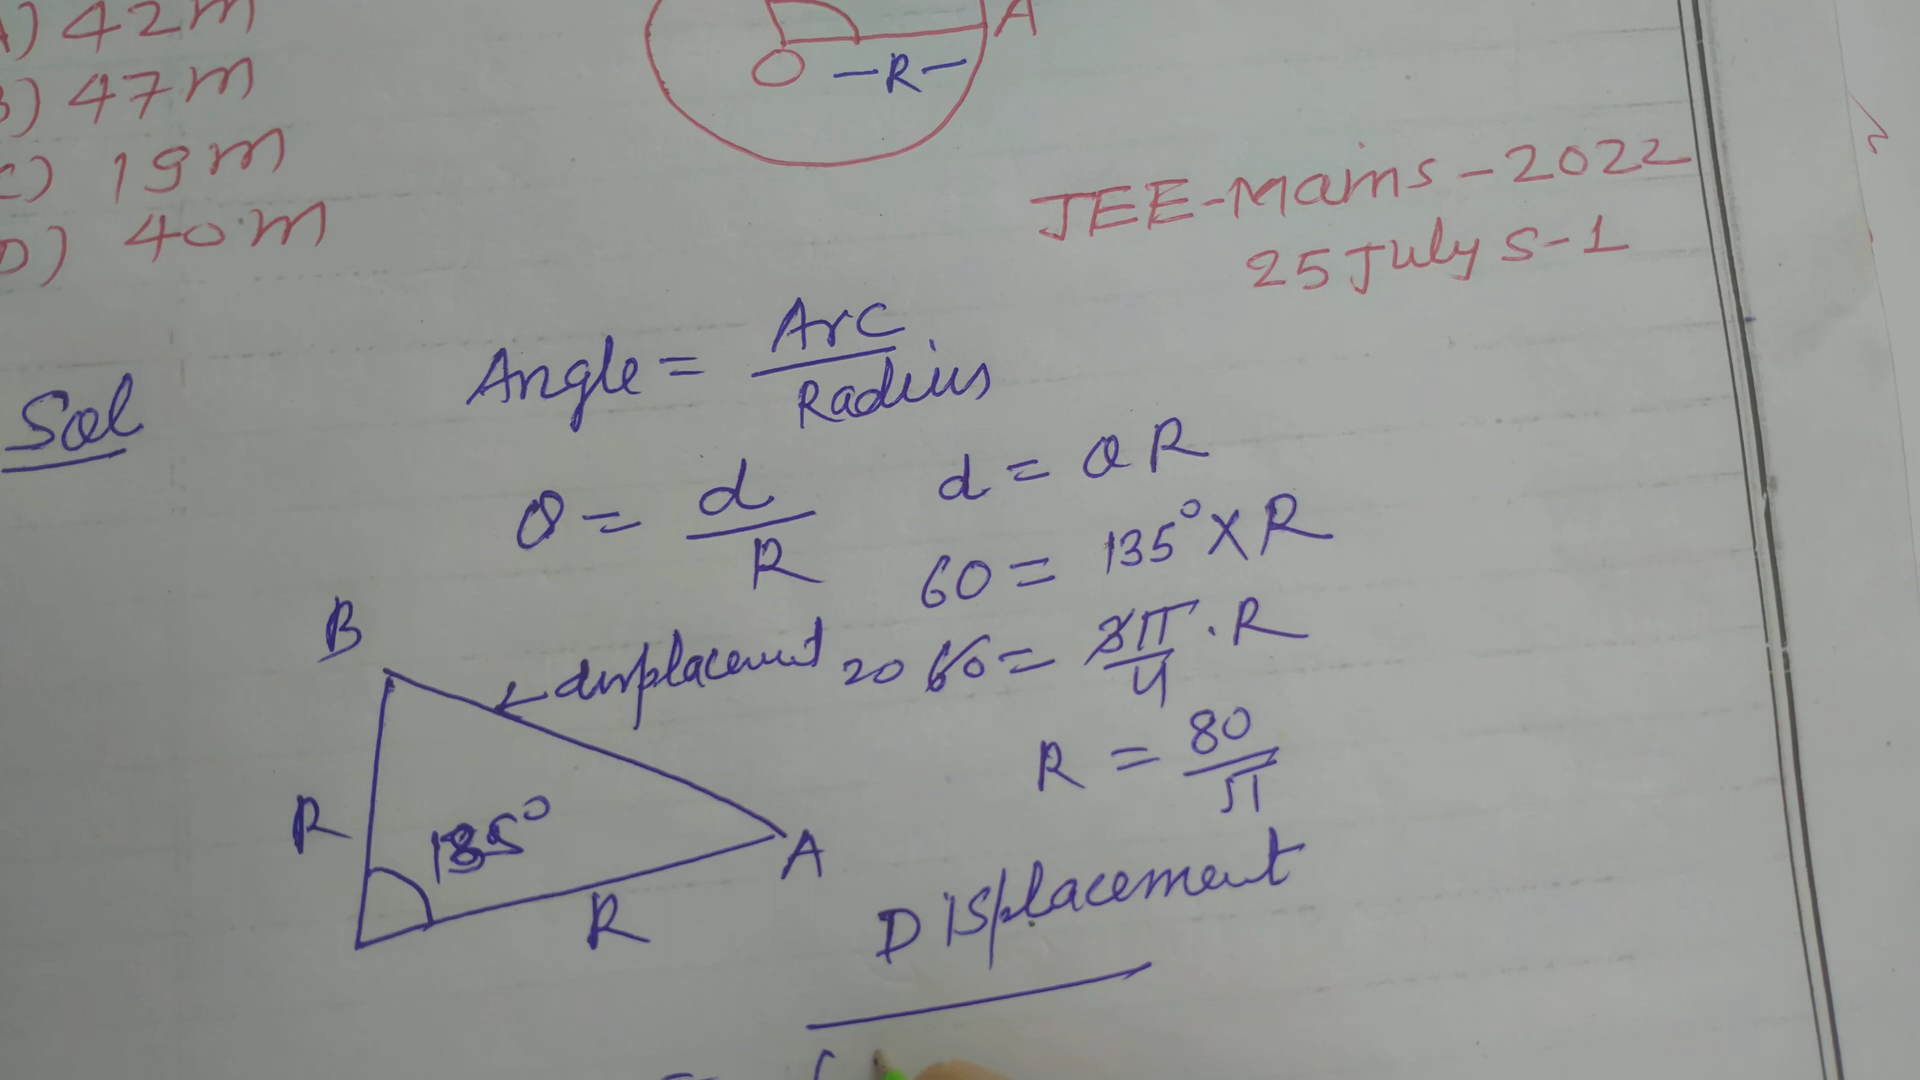 A) 42m
B) 47m
C) 19m
D) 40m
A
O
-R-
JEE-Mains-2022
25 July S-1
Sol
Angle = Arc / Radius
θ = d / R
d = θR
60 = 135° X R
20 60 = 3π/4 . R
R = 80/π
B
displacement
R
135°
R
A
Displacement